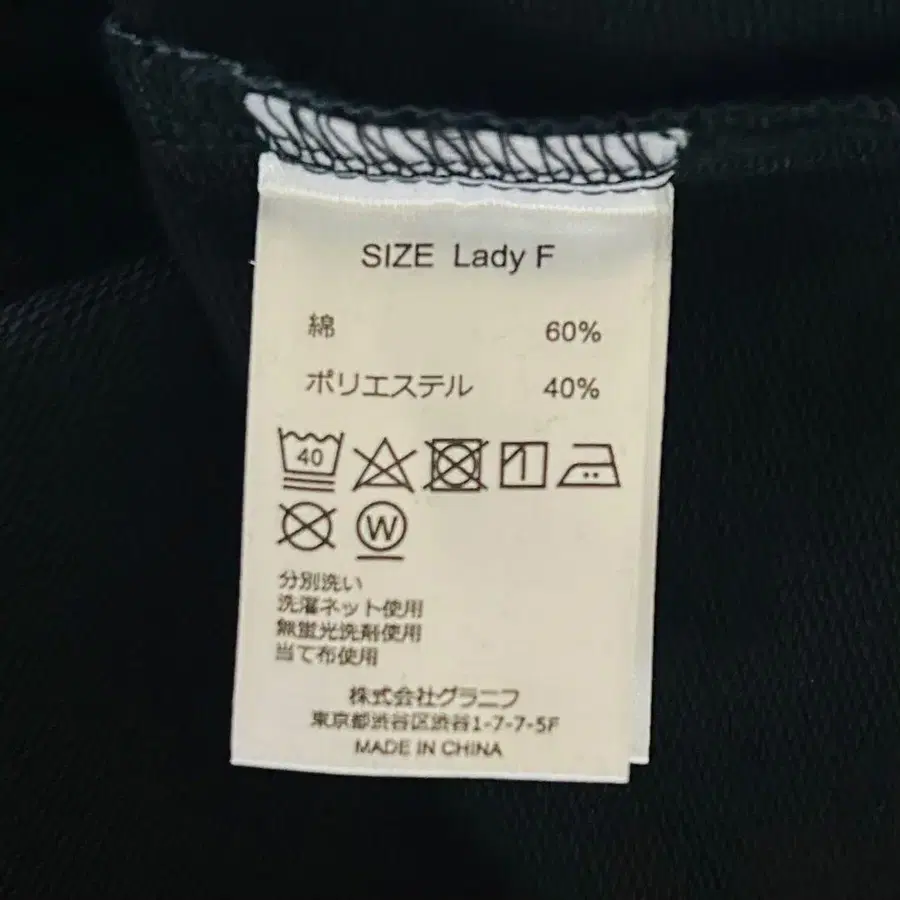 SIZE Lady F
綿 60%
ポリエステル 40%
40
W
分別洗い
洗濯ネット使用
無蛍光洗剤使用
当て布使用
株式会社グラニフ
東京都渋谷区渋谷1-7-7-5F
MADE IN CHINA